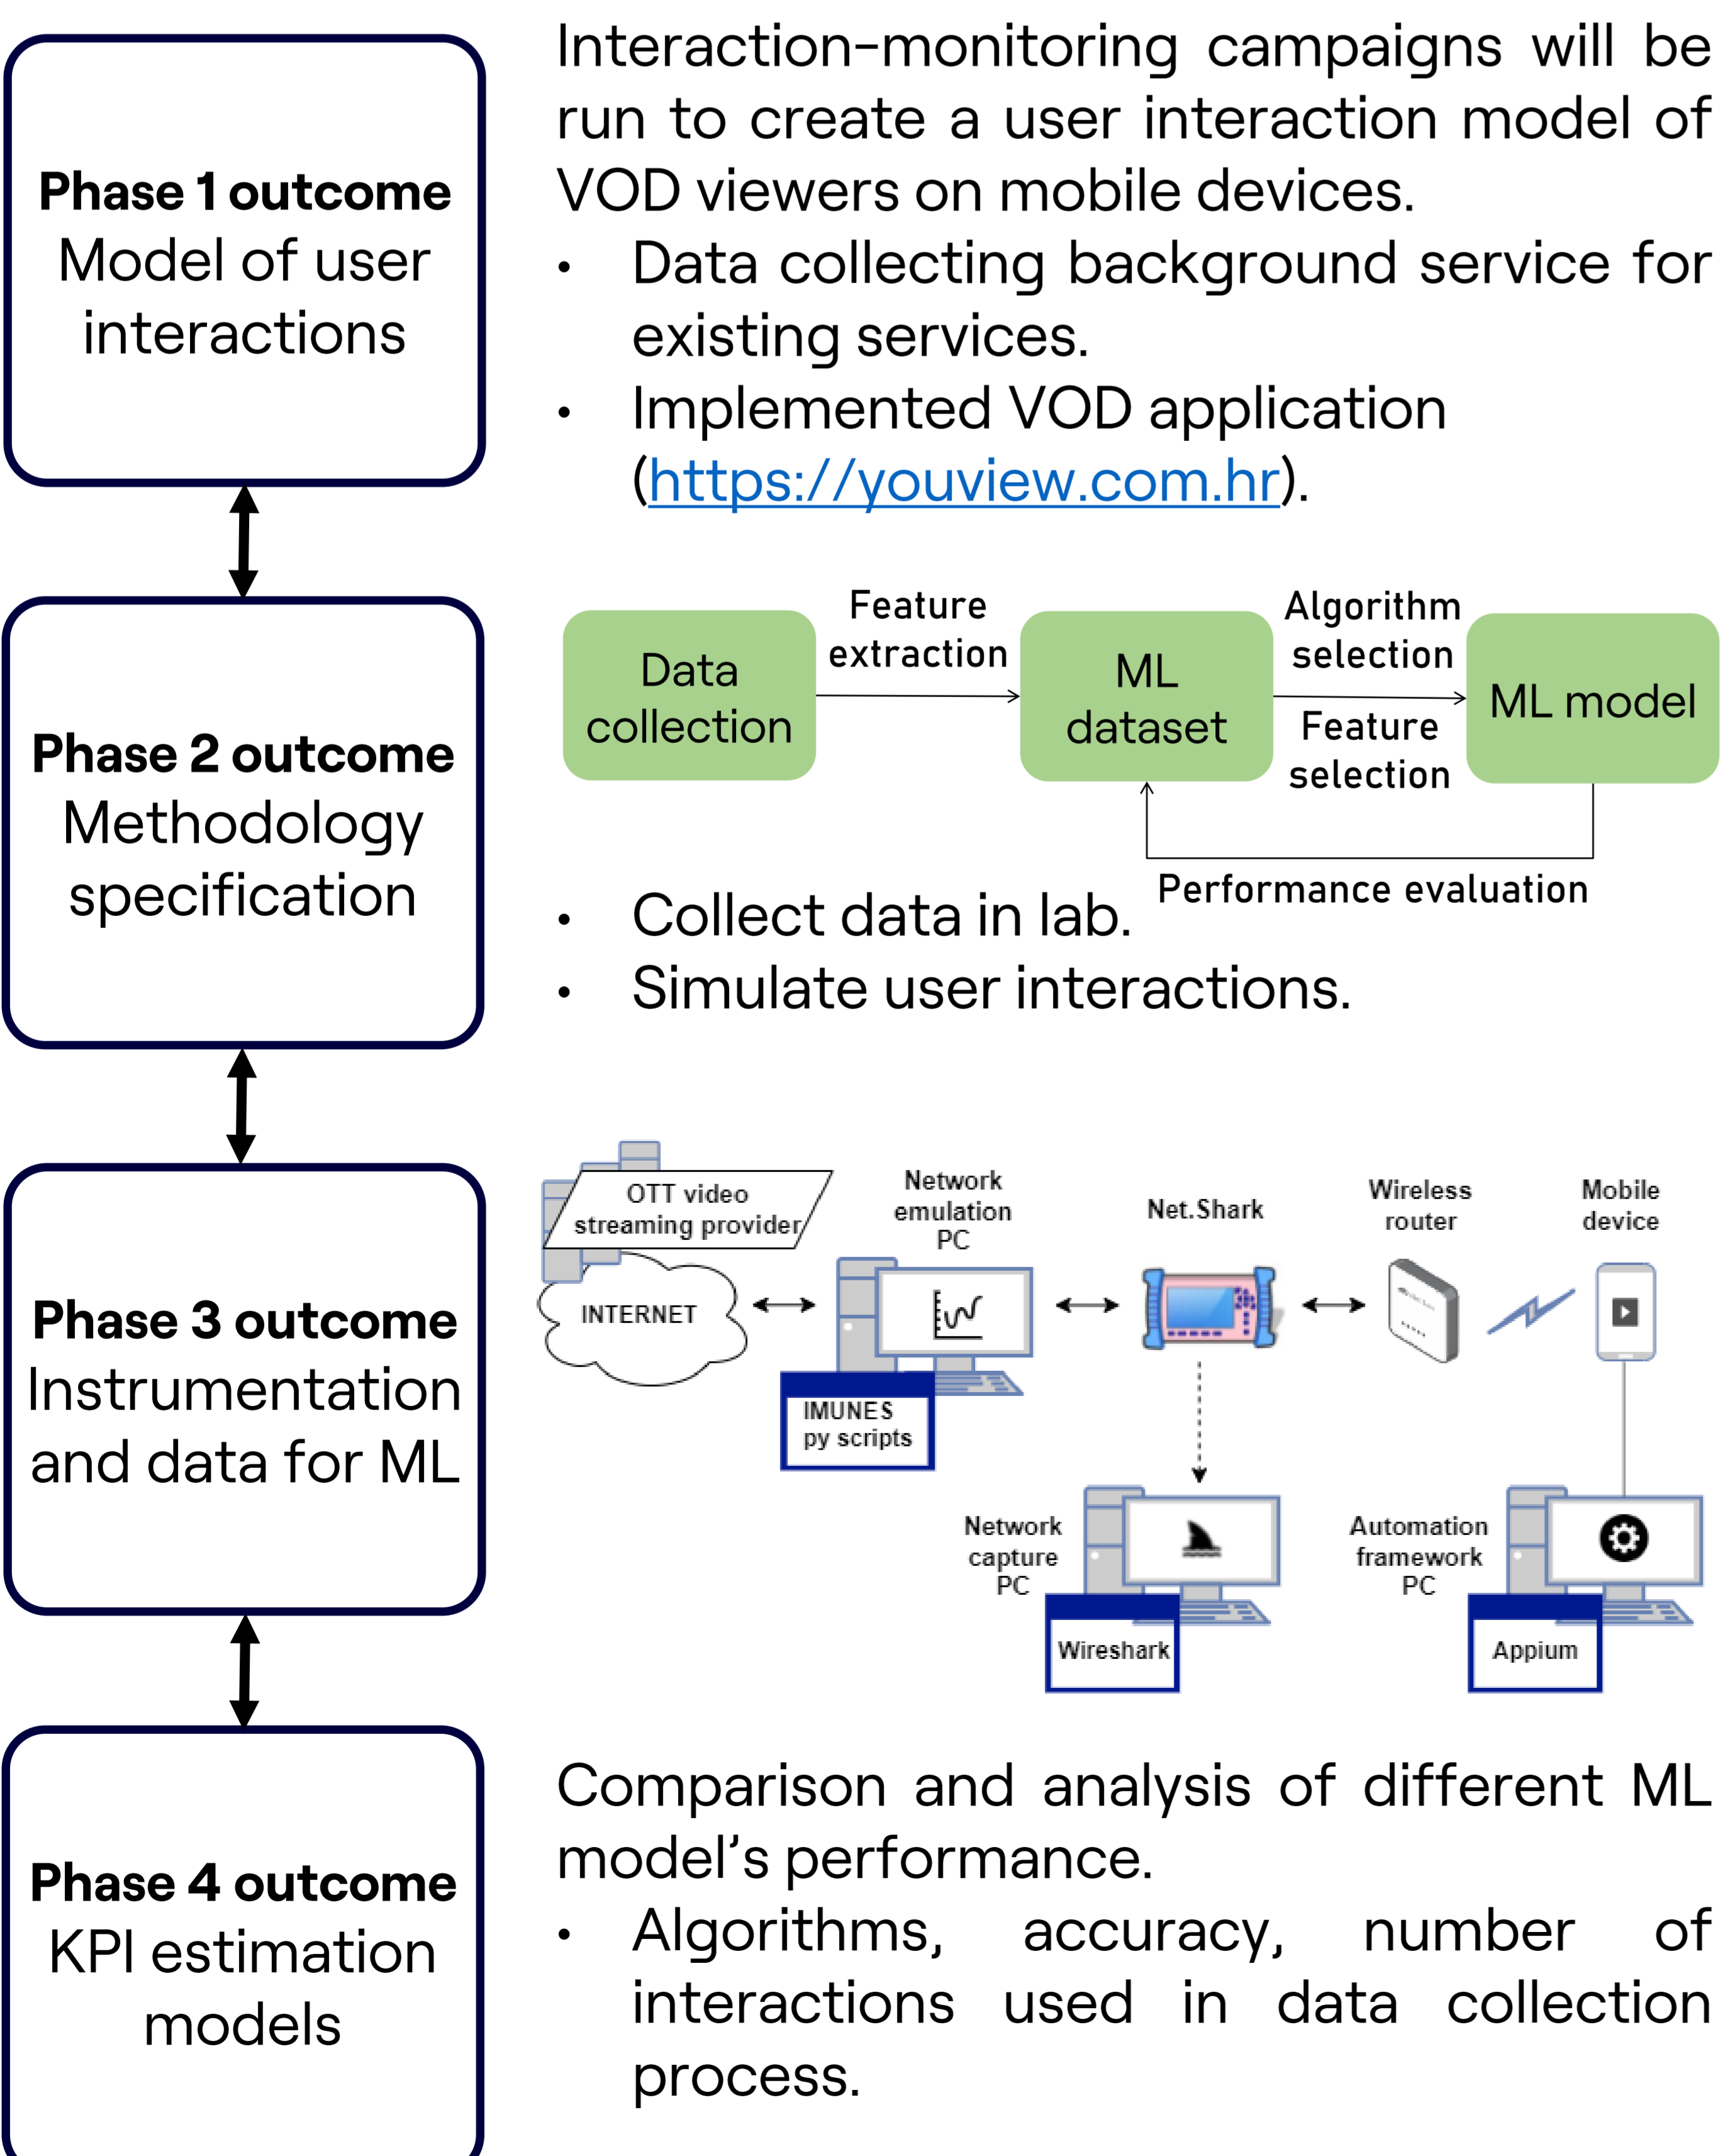 Phase 1 outcome
Model of user
interactions
Interaction-monitoring campaigns will be
run to create a user interaction model of
VOD viewers on mobile devices.
• Data collecting background service for
existing services.
• Implemented VOD application
(https://youview.com.hr).
Phase 2 outcome
Methodology
specification
Data
collection
Feature
extraction
ML
dataset
Algorithm
selection
Feature
selection
ML model
Performance evaluation
• Collect data in lab.
• Simulate user interactions.
Phase 3 outcome
Instrumentation
and data for ML
OTT video
streaming provider
INTERNET
Network
emulation
PC
IMUNES
py scripts
Net.Shark
Wireless
router
Mobile
device
Network
capture
PC
Wireshark
Automation
framework
PC
Appium
Phase 4 outcome
KPI estimation
models
Comparison and analysis of different ML
model’s performance.
• Algorithms, accuracy, number of
interactions used in data collection
process.